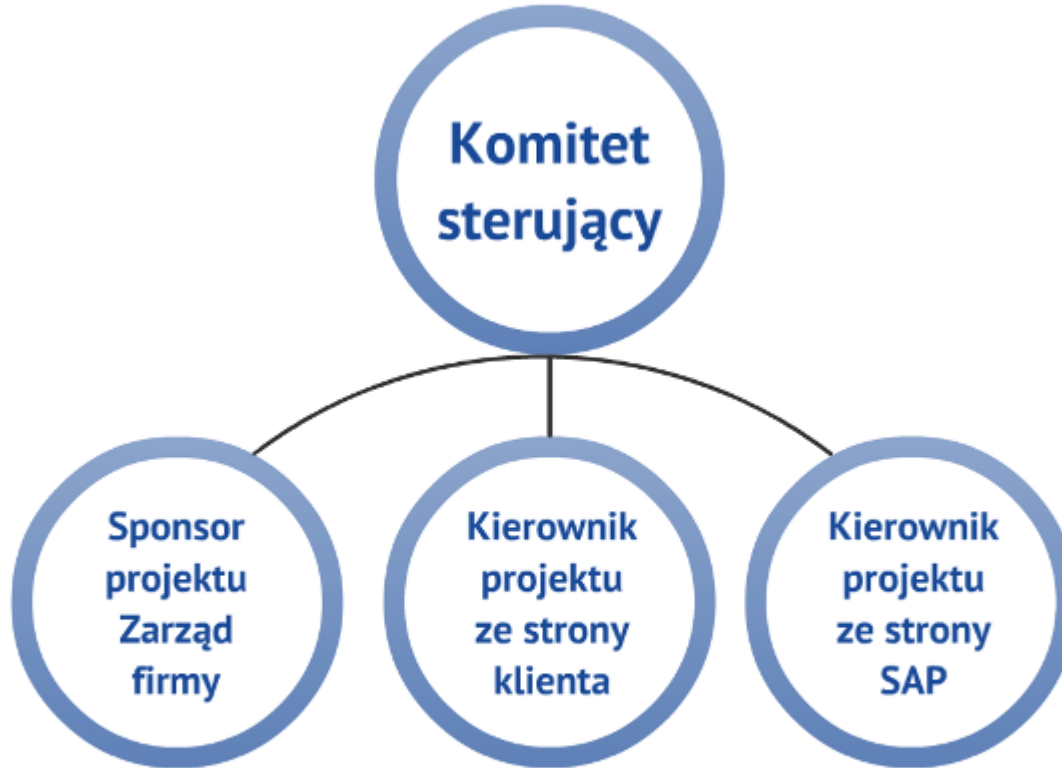 Komitet
sterujący
Sponsor
projektu
Zarząd
firmy
Kierownik
projektu
ze strony
klienta
Kierownik
projektu
ze strony
SAP